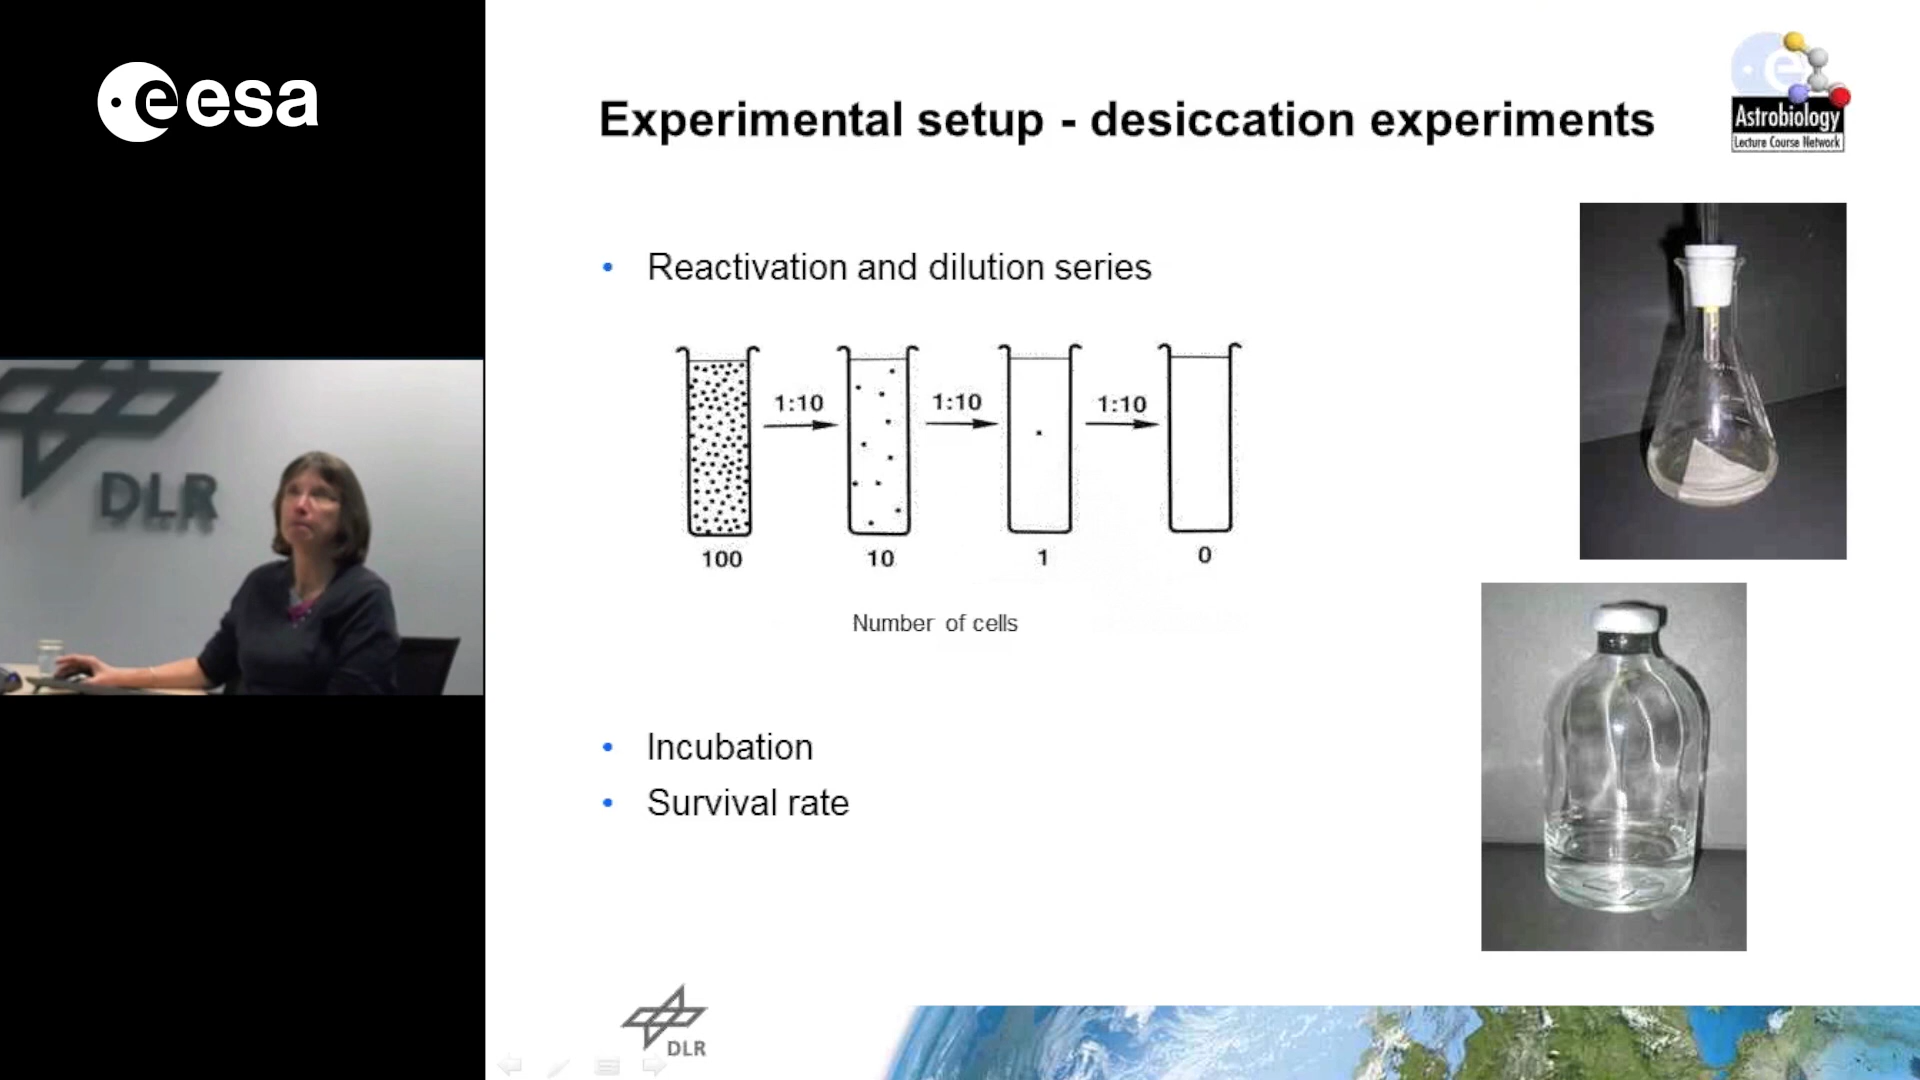 eesa
Experimental setup - desiccation experiments
e
Astrobiology
Lecture Course Network
• Reactivation and dilution series
1:10
1:10
1:10
100
10
1
0
Number of cells
DLR
• Incubation
• Survival rate
DLR